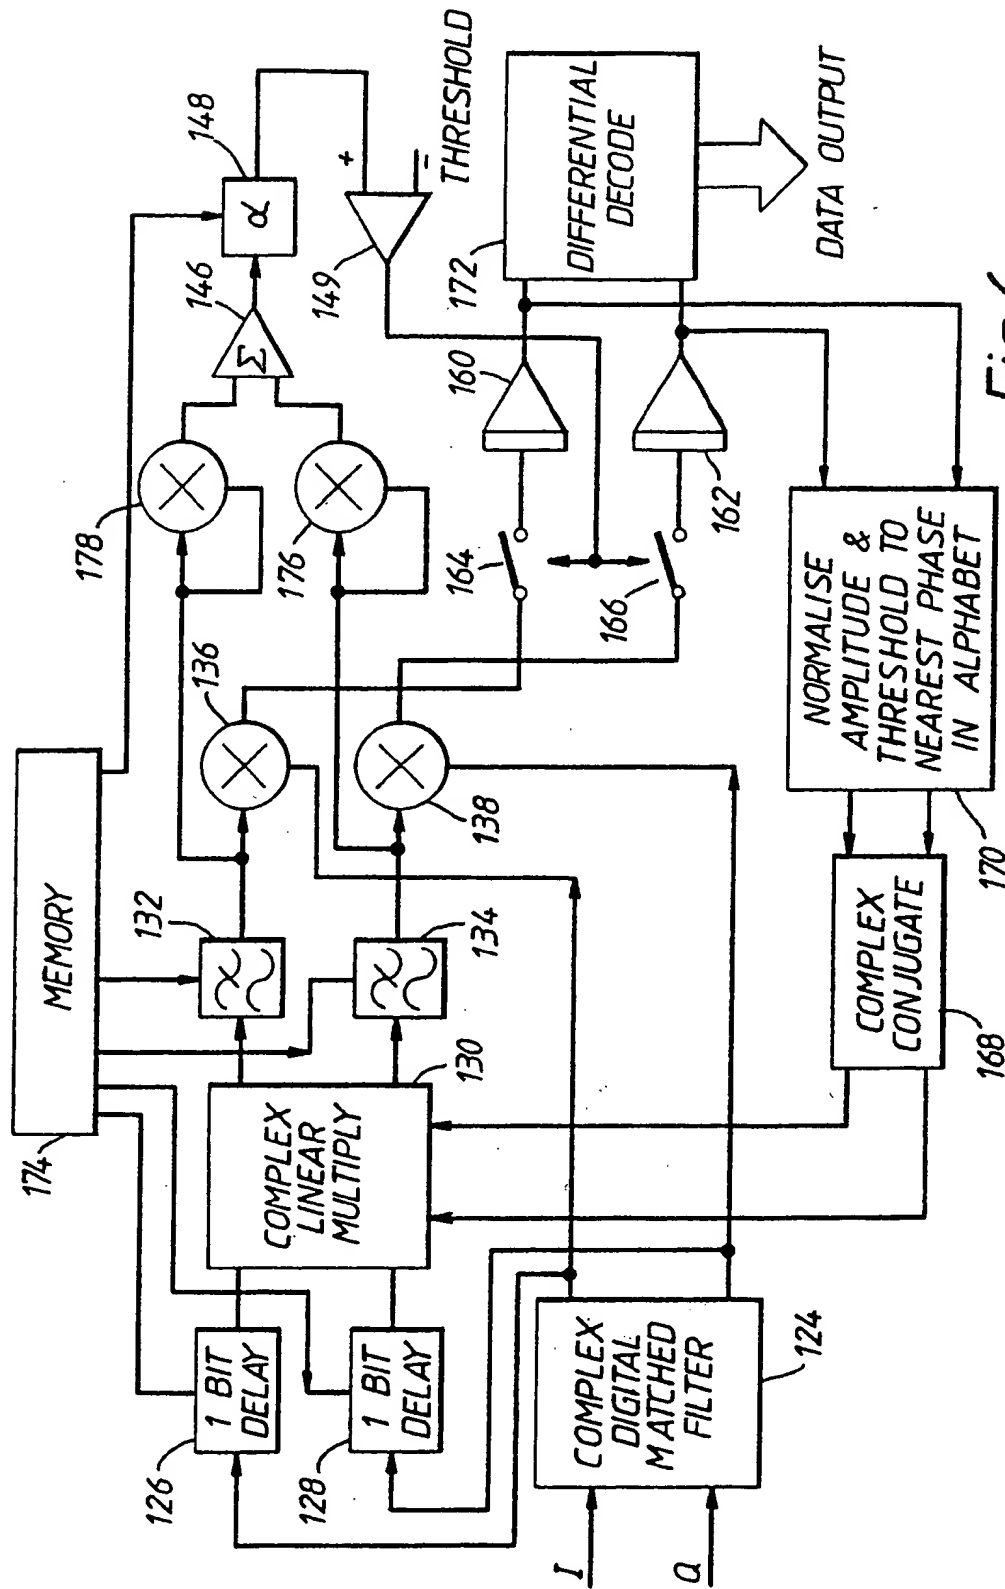 174
MEMORY
126
1 BIT
DELAY
128
1 BIT
DELAY
COMPLEX
LINEAR
MULTIPLY
130
132
134
136
138
178
176
146
Σ
148
α
149
+
−
THRESHOLD
164
166
160
162
172
DIFFERENTIAL
DECODE
DATA OUTPUT
I
Q
COMPLEX
DIGITAL
MATCHED
FILTER
124
COMPLEX
CONJUGATE
168
NORMALISE
AMPLITUDE &
THRESHOLD TO
NEAREST PHASE
IN ALPHABET
170